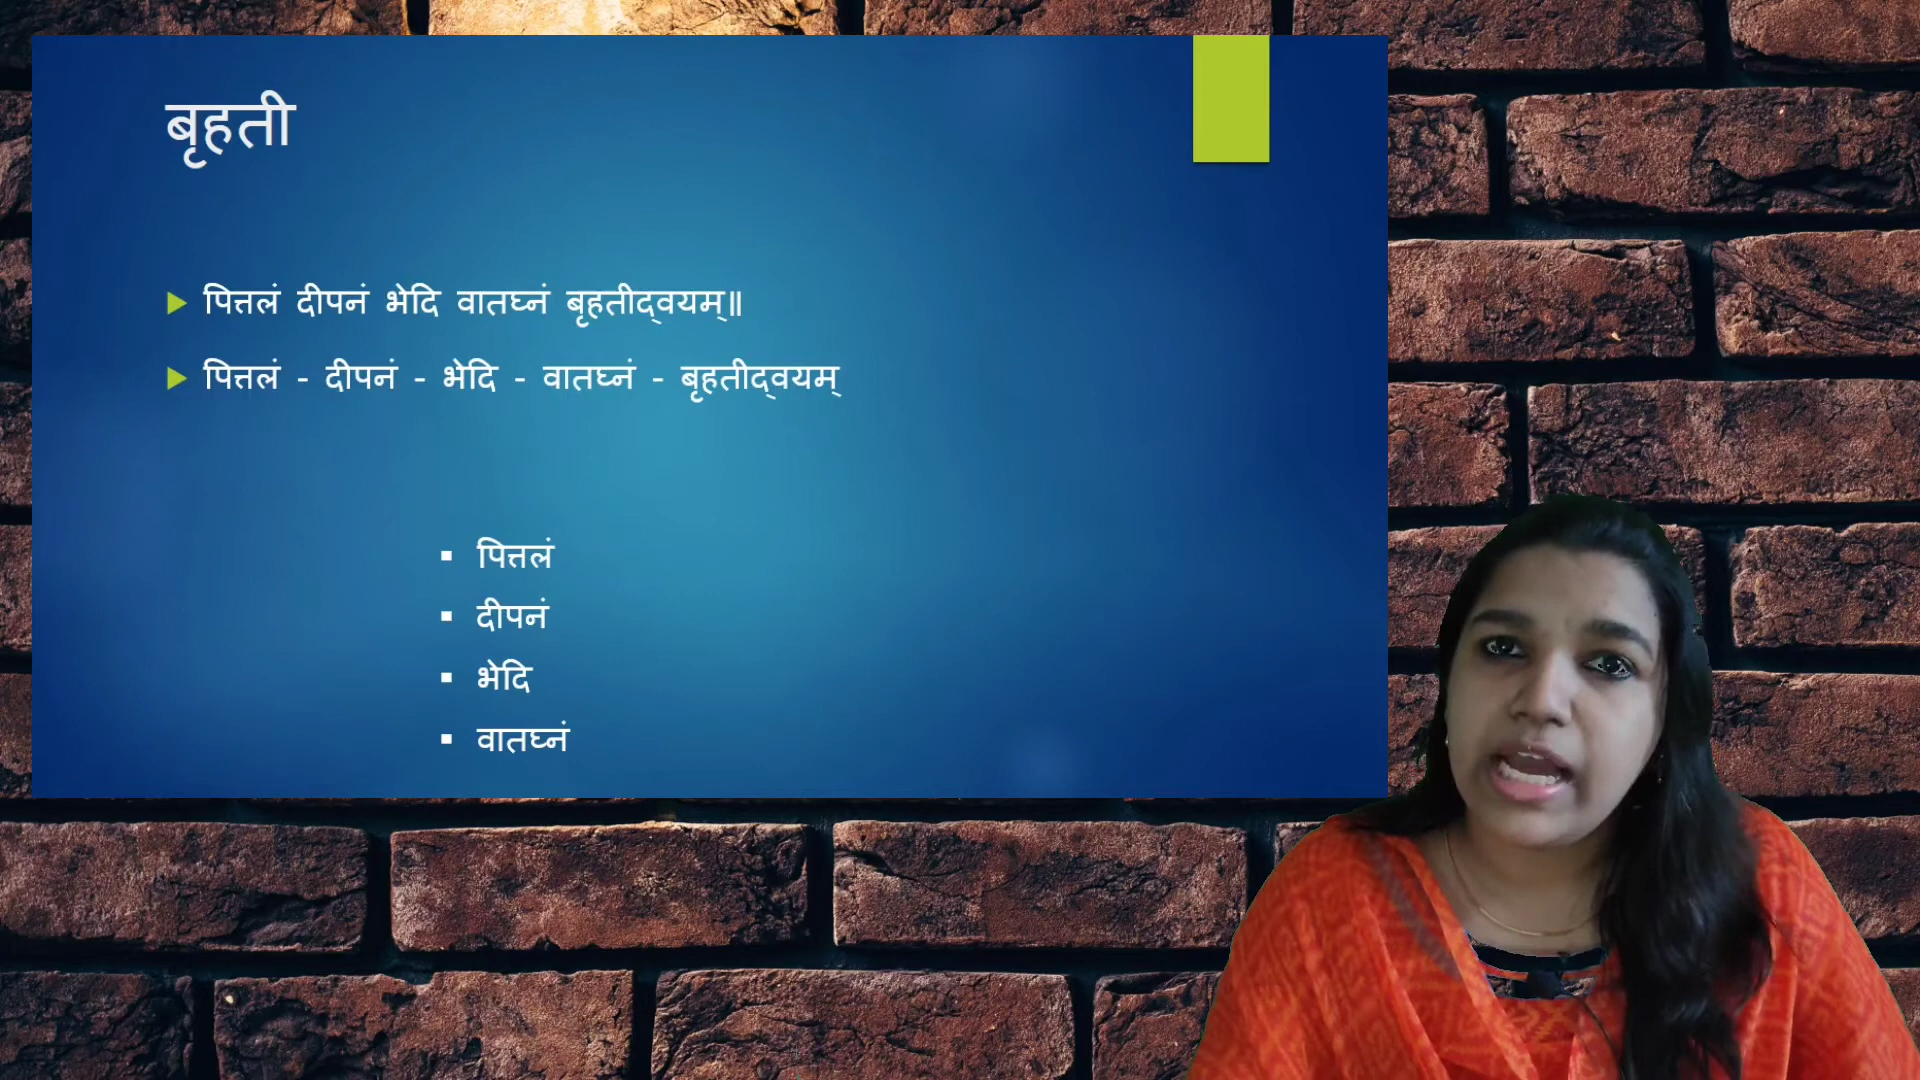 बृहती
पित्तलं दीपनं भेदि वातघ्नं बृहतीद्वयम्॥
पित्तलं - दीपनं - भेदि - वातघ्नं - बृहतीद्वयम्
पित्तलं
दीपनं
भेदि
वातघ्नं